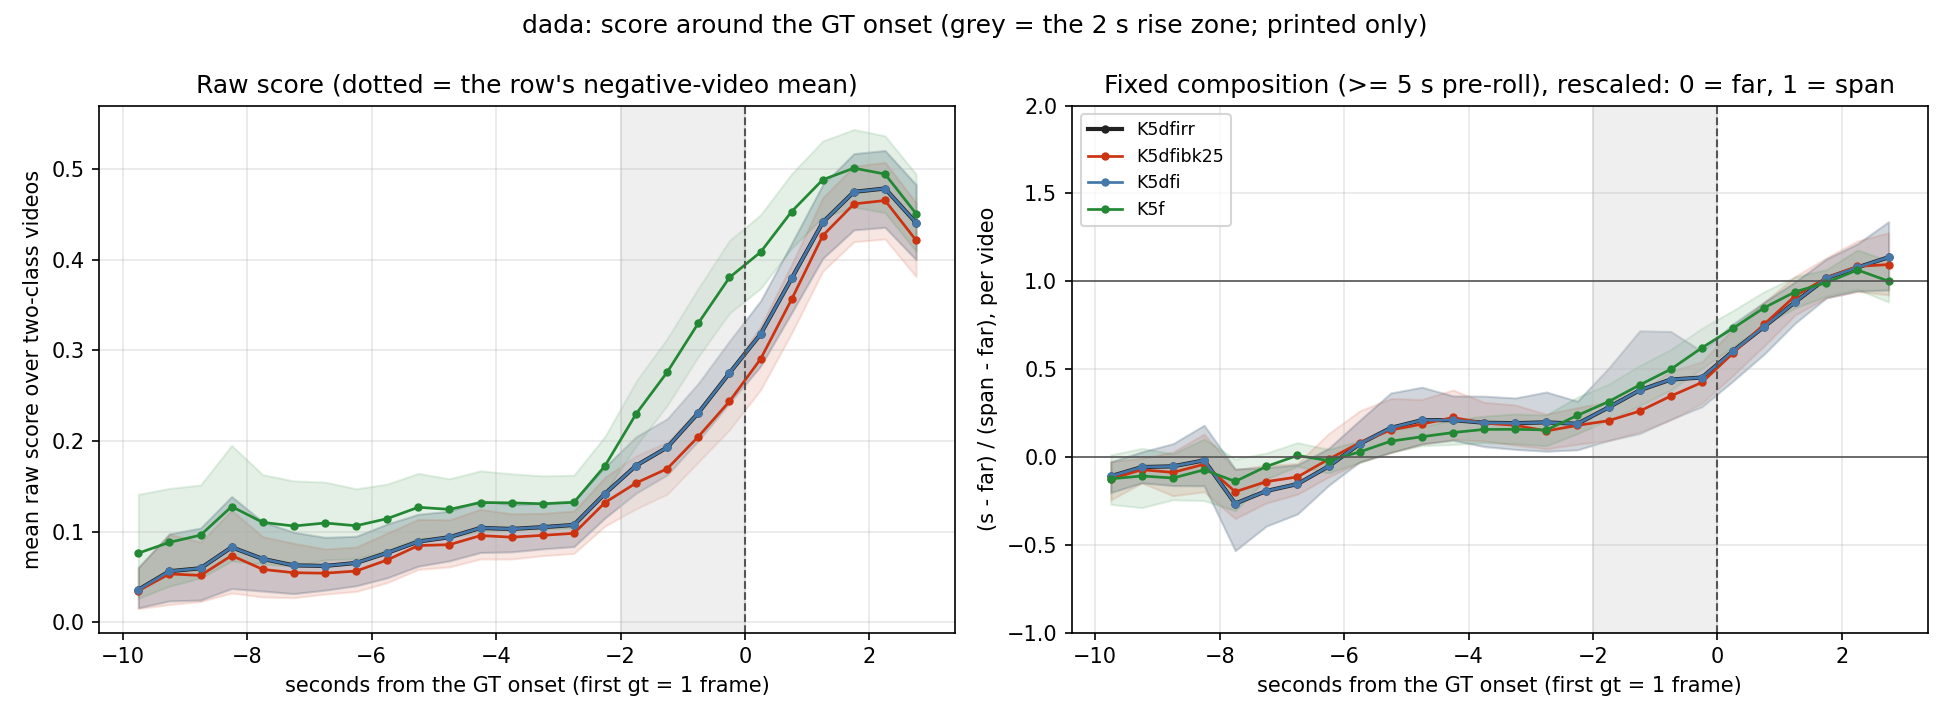 dada: score around the GT onset (grey = the 2 s rise zone; printed only)
Raw score (dotted = the row's negative-video mean)
mean raw score over two-class videos
0.5
0.4
0.3
0.2
0.1
0.0
−10
−8
−6
−4
−2
0
2
seconds from the GT onset (first gt = 1 frame)
Fixed composition (>= 5 s pre-roll), rescaled: 0 = far, 1 = span
(s - far) / (span - far), per video
2.0
1.5
1.0
0.5
0.0
−0.5
−1.0
K5dfirr
K5dfibk25
K5dfi
K5f
−10
−8
−6
−4
−2
0
2
seconds from the GT onset (first gt = 1 frame)